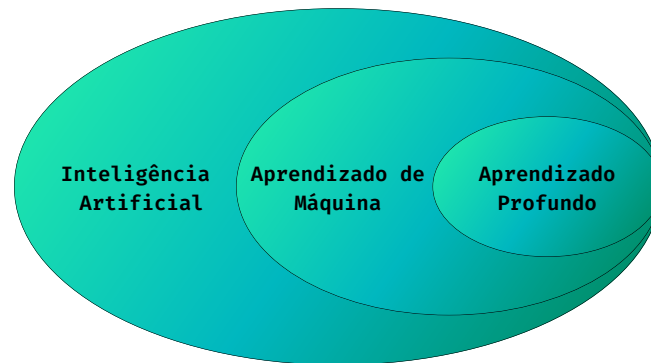 Inteligência
Artificial
Aprendizado de
Máquina
Aprendizado
Profundo